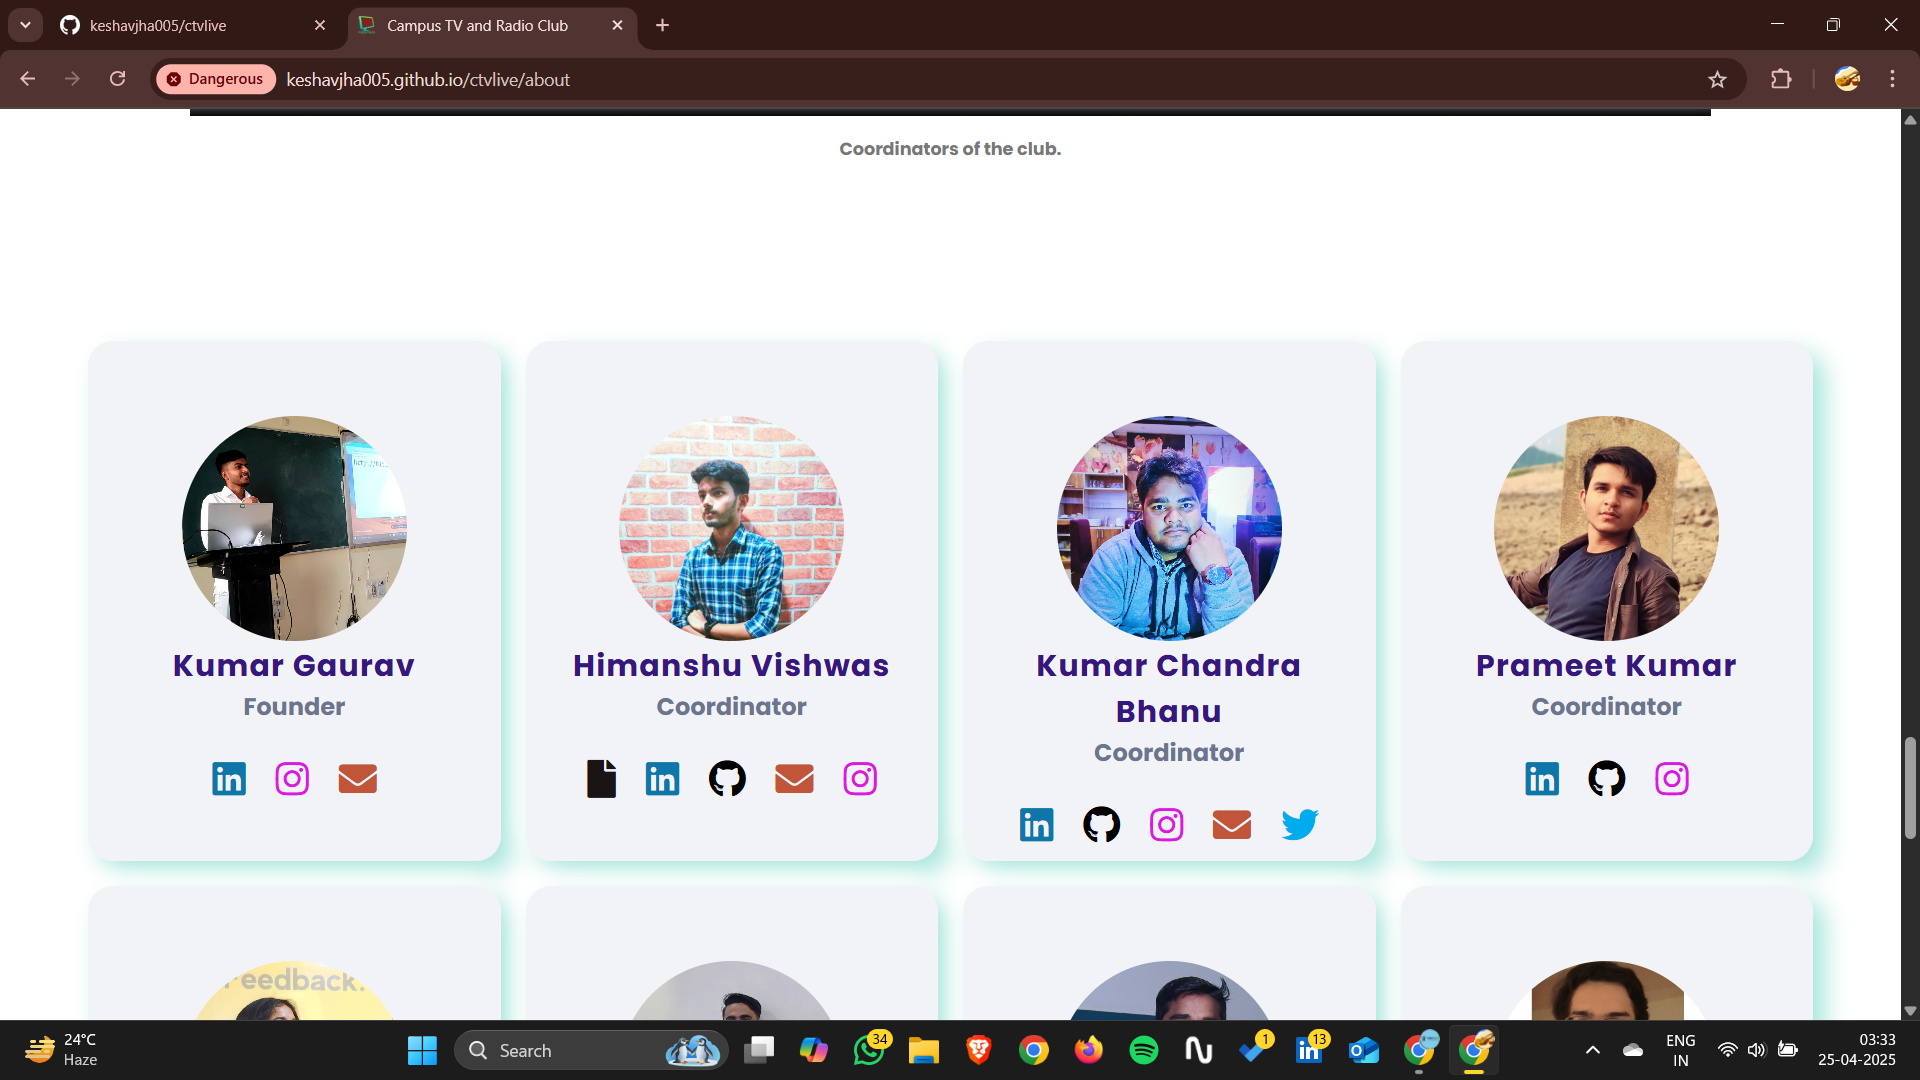 keshavjha005/ctvlive
Campus TV and Radio Club
Dangerous
keshavjha005.github.io/ctvlive/about
Coordinators of the club.
Kumar Gaurav
Founder
Himanshu Vishwas
Coordinator
Kumar Chandra
Bhanu
Coordinator
Prameet Kumar
Coordinator
eedback.
24°C
Haze
Search
34
1
13
ENG
IN
03:33
25-04-2025